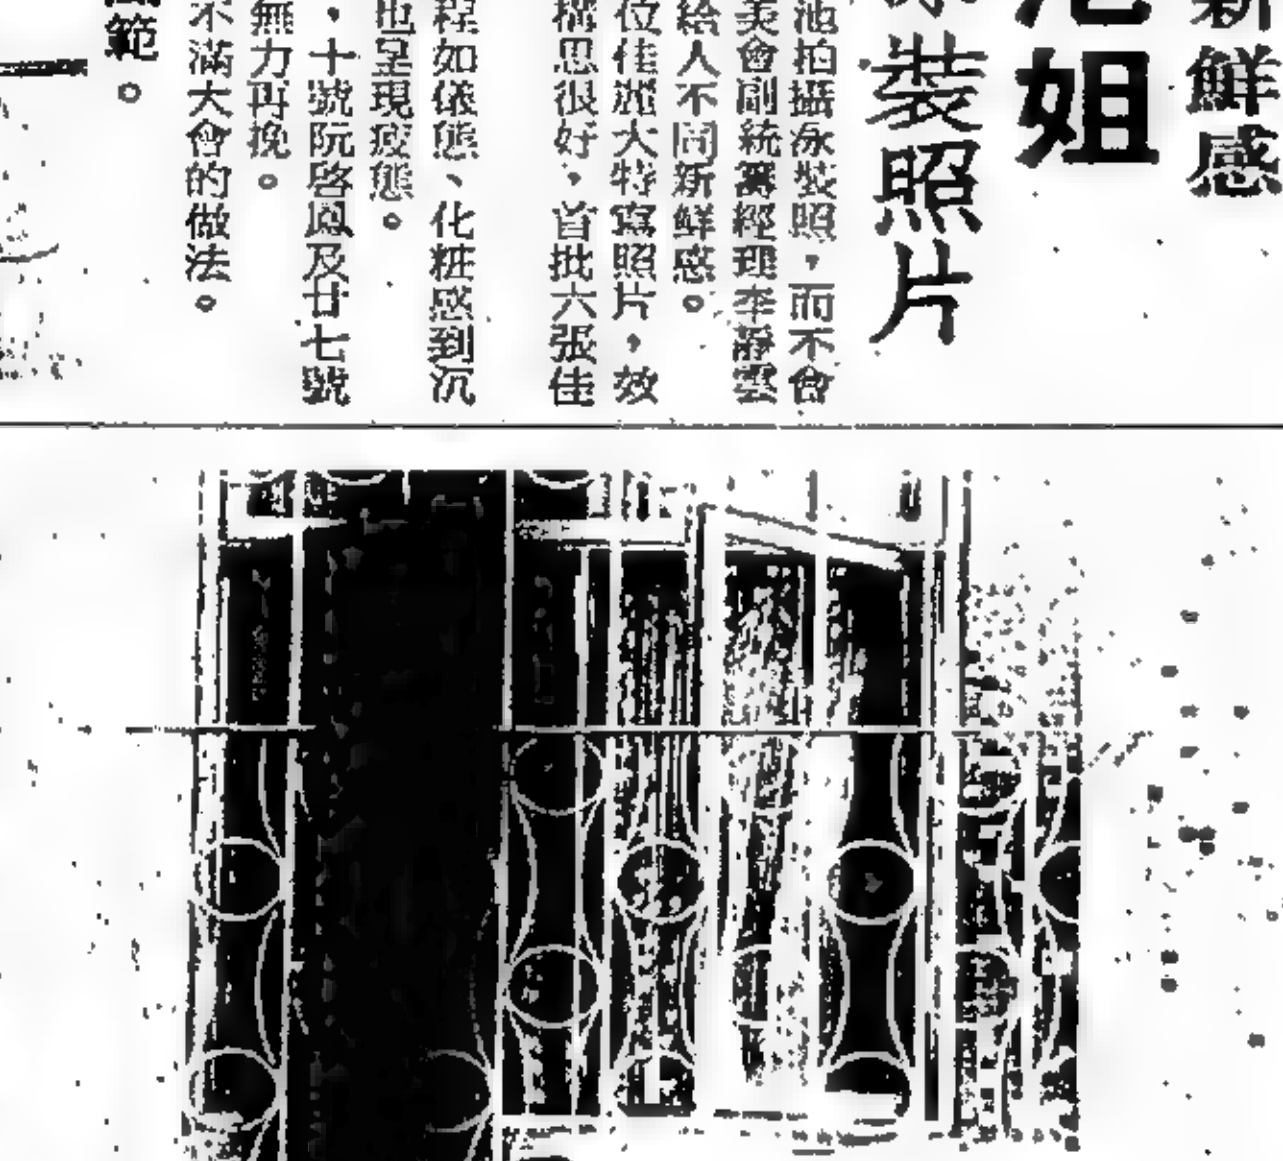 新鮮感
姐
裝照片
池拍攝泳裝照，而不會
美會副統籌經理李靜雲
給人不同新鮮感。
位佳麗大特寫照片，效
構思很好，首批六張佳
程如儀態、化粧感到沉
也呈現疲態。
，十號阮啓鳳及廿七號
無力再挽。
不滿大會的做法。
範。